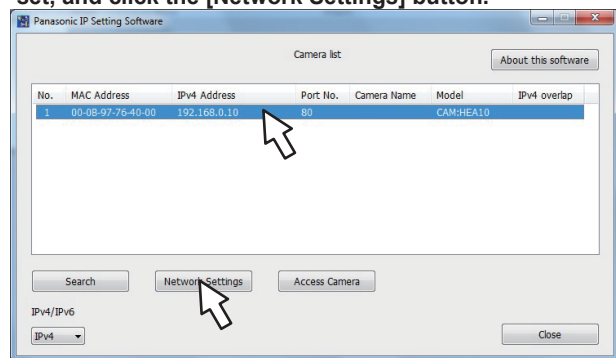 set, and click the [Network Settings] button.
Panasonic IP Setting Software
Camera list
About this software
No. MAC Address IPv4 Address Port No. Camera Name Model IPv4 overlap
1 00-0B-97-76-40-00 192.168.0.10 80 CAM:HEA10
Search Network Settings Access Camera
IPv4/IPv6
IPv4 Close